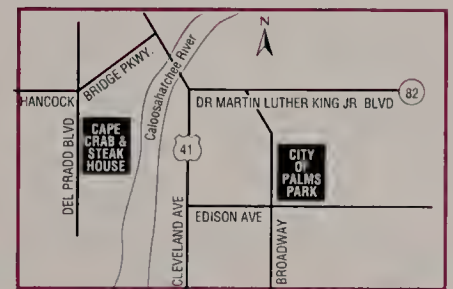 N
BRIDGE PKWY.
Caloosahatchee River
HANCOCK
DR MARTIN LUTHER KING JR BLVD
82
DEL PRADD BLVD
CAPE
CRAB &
STEAK
HOUSE
41
CITY
OF
PALMS
PARK
EDISON AVE
CLEVELAND AVE
BROADWAY